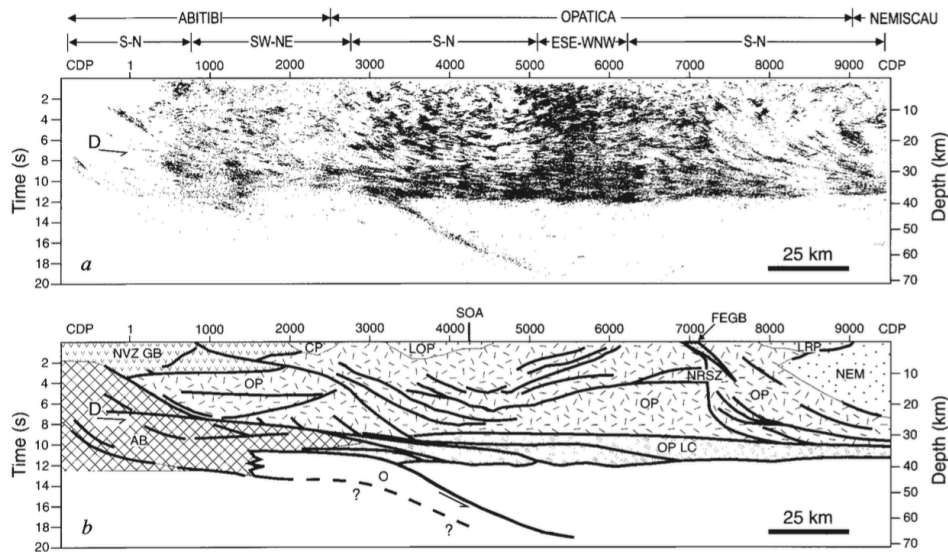 ABITIBI OPATICA NEMISCAU
S-N SW-NE S-N ESE-WNW S-N
CDP 1 1000 2000 3000 4000 5000 6000 7000 8000 9000 CDP
2
4
6
8
10
12
14
16
18
20
Time (s)
D
a
10
20
30
40
50
60
70
Depth (km)
25 km
SOA FEGB
CDP 1 1000 2000 3000 4000 5000 6000 7000 8000 9000 CDP
NVZ GB CP LOP LRP
NRSZ NEM
OP OP OP
D
AB OP LC
O
? ?
2
4
6
8
10
12
14
16
18
20
Time (s)
b
10
20
30
40
50
60
70
Depth (km)
25 km